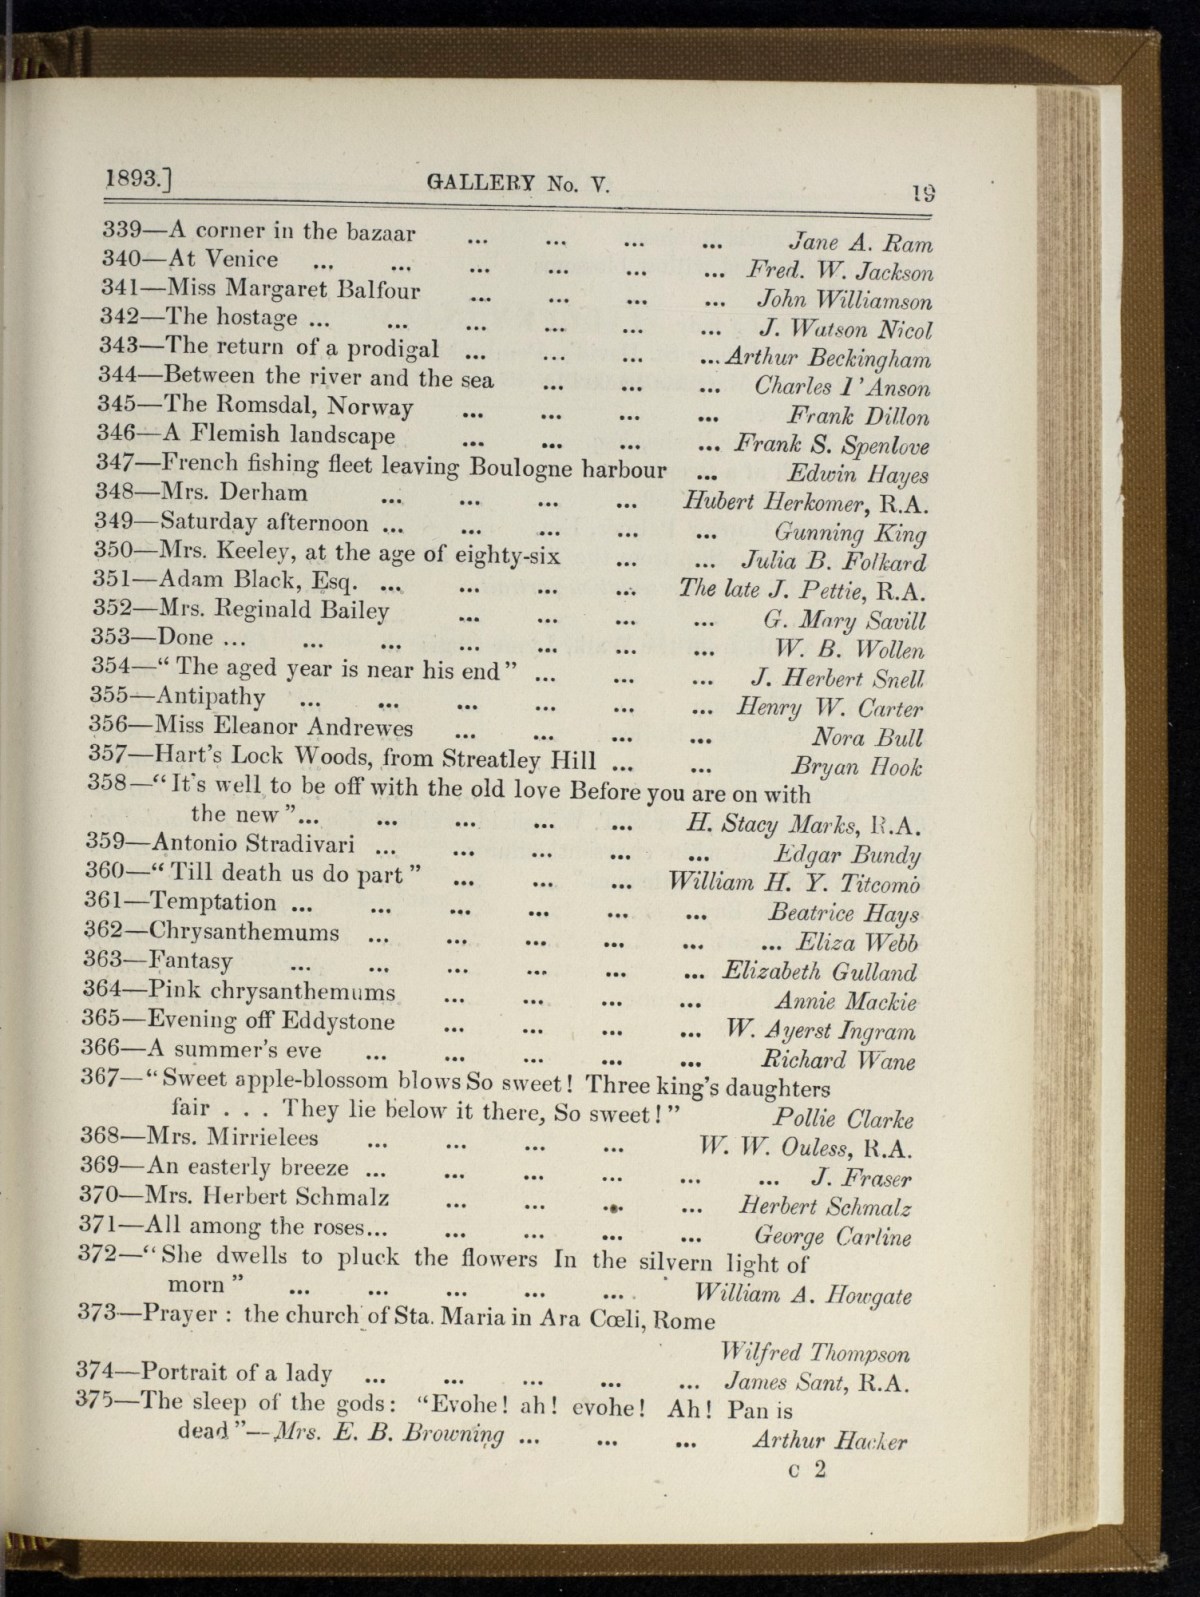 1893.] GALLERY No. V. 19
339—A corner in the bazaar ... ... ... ... Jane A. Ram
340—At Venice ... ... ... ... ... ... Fred. W. Jackson
341—Miss Margaret Balfour ... ... ... ... John Williamson
342—The hostage ... ... ... ... ... ... J. Watson Nicol
343—The return of a prodigal ... ... ... ... Arthur Beckingham
344—Between the river and the sea ... ... ... Charles I'Anson
345—The Romsdal, Norway ... ... ... ... Frank Dillon
346—A Flemish landscape ... ... ... ... Frank S. Spenlove
347—French fishing fleet leaving Boulogne harbour ... Edwin Hayes
348—Mrs. Derham ... ... ... ... Hubert Herkomer, R.A.
349—Saturday afternoon ... ... ... ... ... Gunning King
350—Mrs. Keeley, at the age of eighty-six ... ... Julia B. Folkard
351—Adam Black, Esq. ... ... ... ... The late J. Pettie, R.A.
352—Mrs. Reginald Bailey ... ... ... ... G. Mary Savill
353—Done ... ... ... ... ... ... ... W. B. Wollen
354—“The aged year is near his end” ... ... ... J. Herbert Snell
355—Antipathy ... ... ... ... ... ... Henry W. Carter
356—Miss Eleanor Andrewes ... ... ... ... Nora Bull
357—Hart's Lock Woods, from Streatley Hill ... ... Bryan Hook
358—“It's well to be off with the old love Before you are on with
the new”... ... ... ... ... H. Stacy Marks, R.A.
359—Antonio Stradivari ... ... ... ... ... Edgar Bundy
360—“Till death us do part” ... ... ... William H. Y. Titcomb
361—Temptation ... ... ... ... ... ... Beatrice Hays
362—Chrysanthemums ... ... ... ... ... ... Eliza Webb
363—Fantasy ... ... ... ... ... ... Elizabeth Gulland
364—Pink chrysanthemums ... ... ... ... Annie Mackie
365—Evening off Eddystone ... ... ... ... W. Ayerst Ingram
366—A summer's eve ... ... ... ... ... Richard Wane
367—“Sweet apple-blossom blows So sweet! Three king's daughters
fair . . . They lie below it there, So sweet!” Pollie Clarke
368—Mrs. Mirrielees ... ... ... ... W. W. Ouless, R.A.
369—An easterly breeze ... ... ... ... ... ... J. Fraser
370—Mrs. Herbert Schmalz ... ... ... ... Herbert Schmalz
371—All among the roses... ... ... ... ... George Carline
372—“She dwells to pluck the flowers In the silvern light of
morn” ... ... ... ... ... William A. Howgate
373—Prayer: the church of Sta. Maria in Ara Cœli, Rome
Wilfred Thompson
374—Portrait of a lady ... ... ... ... ... James Sant, R.A.
375—The sleep of the gods: “Evohe! ah! evohe! Ah! Pan is
dead”—Mrs. E. B. Browning ... ... ... Arthur Hacker
C 2